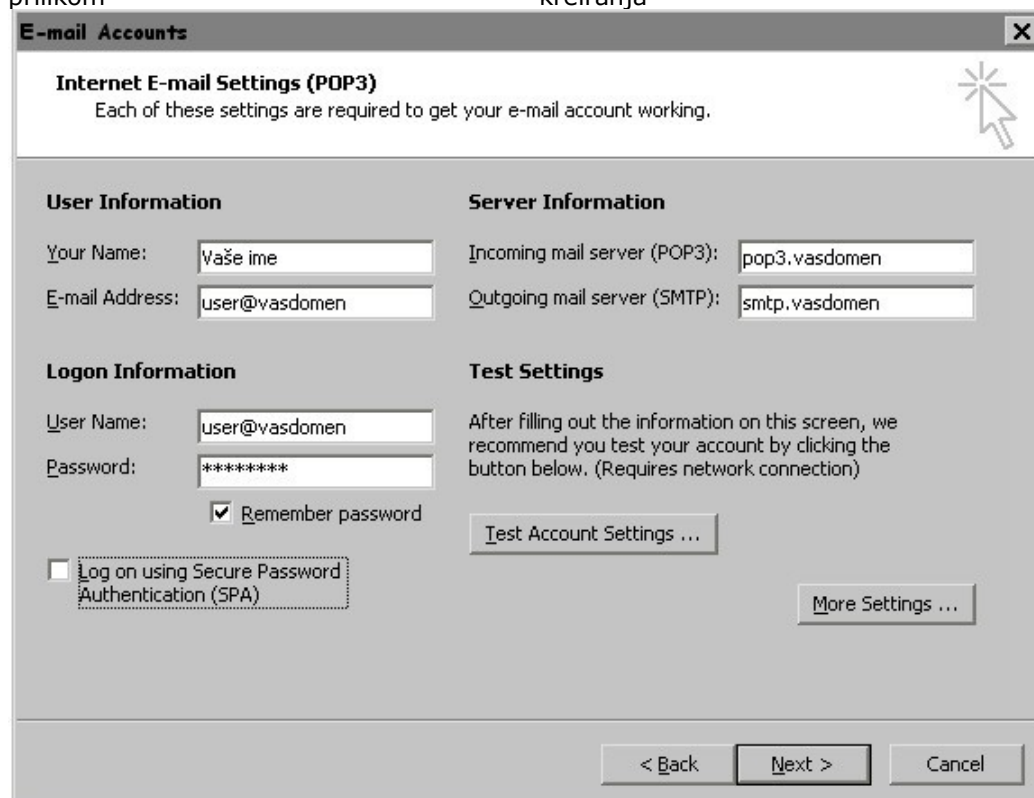 prilikom kreiranja
E-mail Accounts
Internet E-mail Settings (POP3)
Each of these settings are required to get your e-mail account working.
User Information
Your Name: Vaše ime
E-mail Address: user@vasdomen
Server Information
Incoming mail server (POP3): pop3.vasdomen
Outgoing mail server (SMTP): smtp.vasdomen
Logon Information
User Name: user@vasdomen
Password: ********
Remember password
Log on using Secure Password
Authentication (SPA)
Test Settings
After filling out the information on this screen, we
recommend you test your account by clicking the
button below. (Requires network connection)
Test Account Settings ...
More Settings ...
< Back
Next >
Cancel